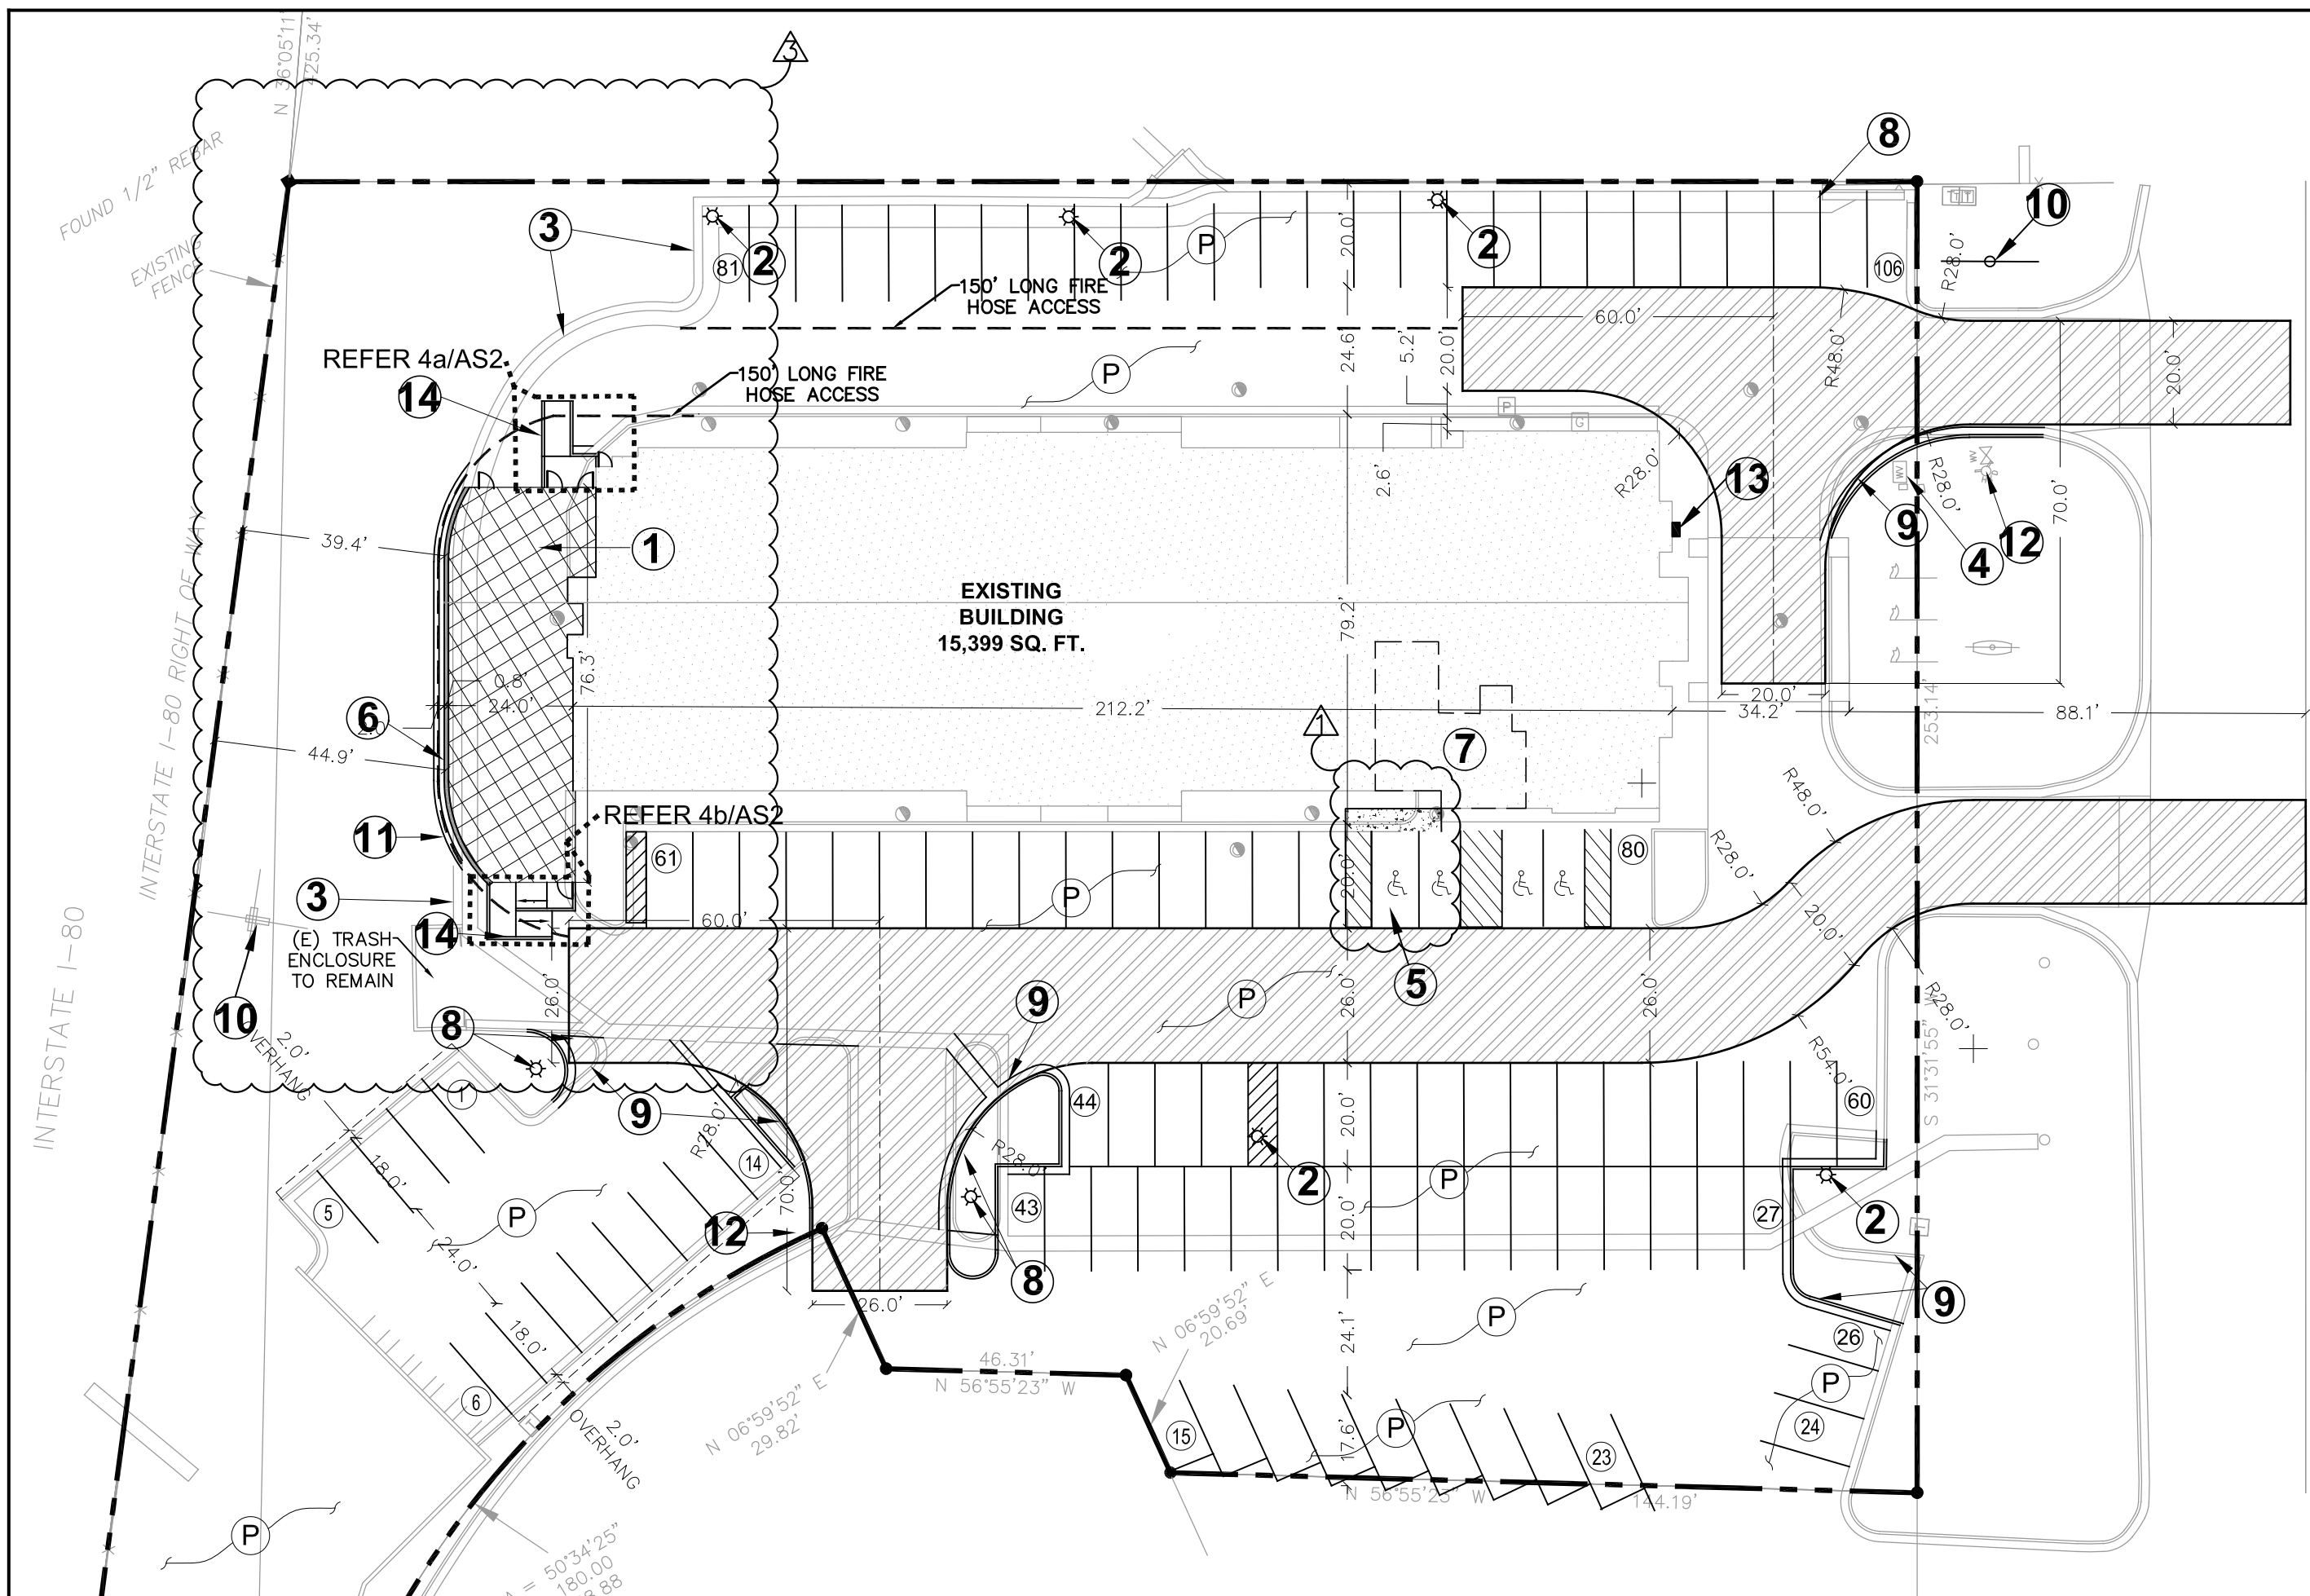 N 36°05'11"
425.34'
3
8
FOUND 1/2" REBAR
EXISTING
FENCE
3
2
2
2
10
81
P
106
R28.0'
20.0'
150' LONG FIRE
HOSE ACCESS
60.0'
24.6'
5.2'
20.0'
R48.0'
20.0'
REFER 4a/AS2
14
150' LONG FIRE
HOSE ACCESS
P
P
G
2.6'
R28.0'
13
WV
WV
R28.0'
70.0'
9
4
12
39.4'
1
EXISTING
BUILDING
15,399 SQ. FT.
79.2'
76.3'
0.8'
24.0'
6
2.0'
212.2'
1
7
20.0'
34.2'
88.1'
253.14'
44.9'
INTERSTATE I-80 RIGHT OF WAY
REFER 4b/AS2
11
61
80
R48.0'
R28.0'
20.0'
P
20.0'
3
14
60.0'
(E) TRASH
ENCLOSURE
TO REMAIN
INTERSTATE I-80
10
26.0'
5
P
26.0'
26.0'
R28.0'
R54.0'
S 31°31'55"
8
9
2.0'
OVERHANG
1
9
44
60
R28.0'
14
R28.0'
20.0'
18.0'
70.0'
2
P
5
P
12
43
20.0'
27
2
24.0'
8
26.0'
9
18.0'
N 06°59'52" E
20.69'
P
24.1'
26
46.31'
N 56°55'23" W
P
6
T
2.0'
OVERHANG
N 06°59'52" E
29.82'
15
P
17.6'
23
24
N 56°55'23" W
144.19'
P
= 50°34'25"
180.00